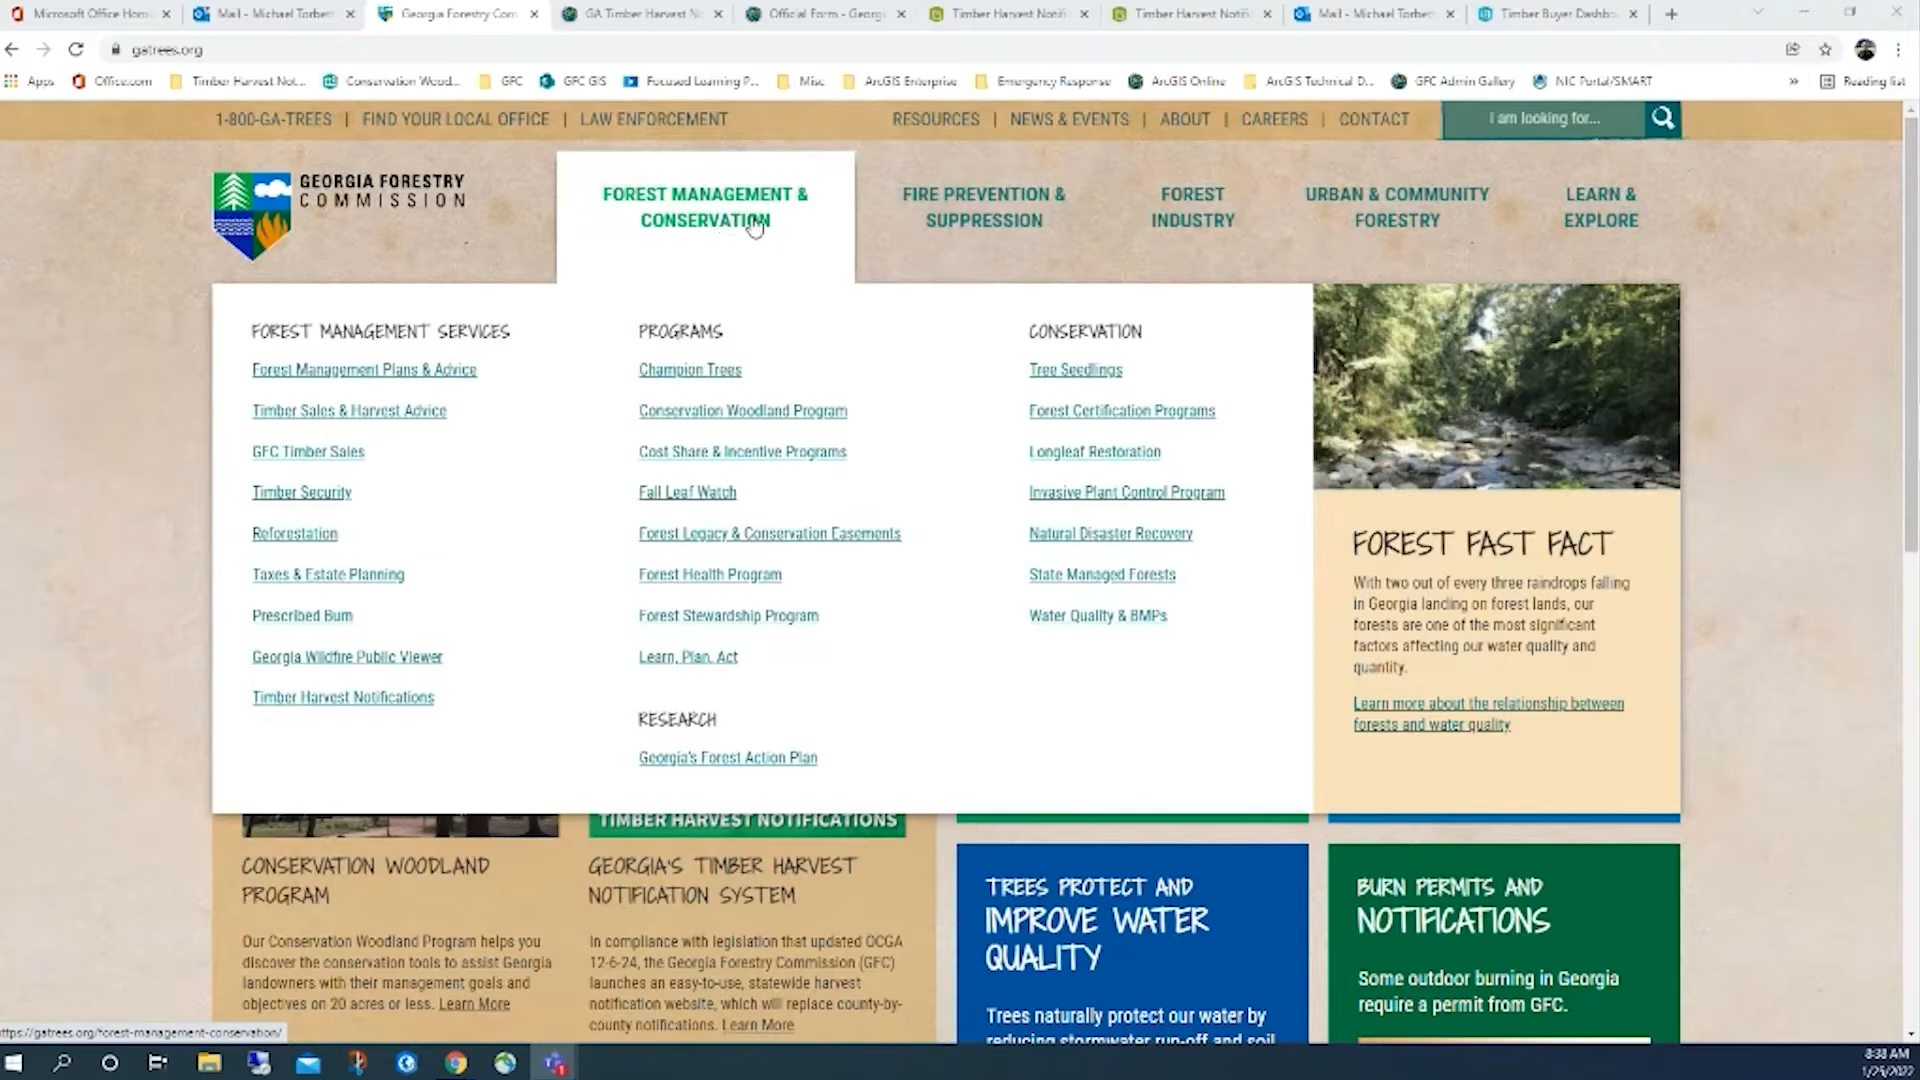 Microsoft Office Hom
Mail - Michael Torbett
Georgia Forestry Com
GA Timber Harvest N
Official Form - Georgi
Timber Harvest Notifi
Timber Harvest Notifi
Mail - Michael Torbett
Timber Buyer Dashbo
gatrees.org
Apps
Office.com
Timber Harvest Not...
Conservation Wood...
GFC
GFC GIS
Focused Learning P...
Misc
ArcGIS Enterprise
Emergency Response
ArcGIS Online
ArcGIS Technical D...
GFC Admin Gallery
NIC Portal/SMART
»
Reading list
1-800-GA-TREES | FIND YOUR LOCAL OFFICE | LAW ENFORCEMENT
RESOURCES | NEWS & EVENTS | ABOUT | CAREERS | CONTACT
I am looking for...
GEORGIA FORESTRY
COMMISSION
FOREST MANAGEMENT &
CONSERVATION
FIRE PREVENTION &
SUPPRESSION
FOREST
INDUSTRY
URBAN & COMMUNITY
FORESTRY
LEARN &
EXPLORE
FOREST MANAGEMENT SERVICES
Forest Management Plans & Advice
Timber Sales & Harvest Advice
GFC Timber Sales
Timber Security
Reforestation
Taxes & Estate Planning
Prescribed Burn
Georgia Wildfire Public Viewer
Timber Harvest Notifications
PROGRAMS
Champion Trees
Conservation Woodland Program
Cost Share & Incentive Programs
Fall Leaf Watch
Forest Legacy & Conservation Easements
Forest Health Program
Forest Stewardship Program
Learn, Plan, Act
RESEARCH
Georgia's Forest Action Plan
CONSERVATION
Tree Seedlings
Forest Certification Programs
Longleaf Restoration
Invasive Plant Control Program
Natural Disaster Recovery
State Managed Forests
Water Quality & BMPs
FOREST FAST FACT
With two out of every three raindrops falling
in Georgia landing on forest lands, our
forests are one of the most significant
factors affecting our water quality and
quantity.
Learn more about the relationship between
forests and water quality
TIMBER HARVEST NOTIFICATIONS
CONSERVATION WOODLAND
PROGRAM
Our Conservation Woodland Program helps you
discover the conservation tools to assist Georgia
landowners with their management goals and
objectives on 20 acres or less. Learn More
GEORGIA'S TIMBER HARVEST
NOTIFICATION SYSTEM
In compliance with legislation that updated OCGA
12-6-24, the Georgia Forestry Commission (GFC)
launches an easy-to-use, statewide harvest
notification website, which will replace county-by-
county notifications. Learn More
TREES PROTECT AND
IMPROVE WATER
QUALITY
Trees naturally protect our water by
reducing stormwater run-off and soil
BURN PERMITS AND
NOTIFICATIONS
Some outdoor burning in Georgia
require a permit from GFC.
ttps://gatrees.org/forest-management-conservation/
8:38 AM
1/25/2022